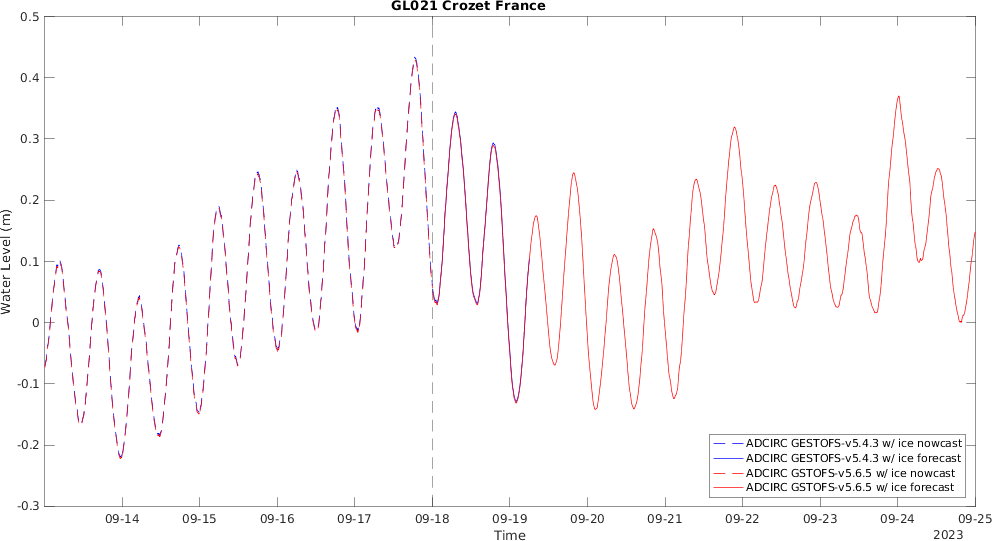 GL021 Crozet France
0.5
0.4
0.3
0.2
0.1
0
-0.1
-0.2
-0.3
Water Level (m)
ADCIRC GESTOFS-v5.4.3 w/ ice nowcast
ADCIRC GESTOFS-v5.4.3 w/ ice forecast
ADCIRC GSTOFS-v5.6.5 w/ ice nowcast
ADCIRC GSTOFS-v5.6.5 w/ ice forecast
09-14 09-15 09-16 09-17 09-18 09-19 09-20 09-21 09-22 09-23 09-24 09-25
Time
2023